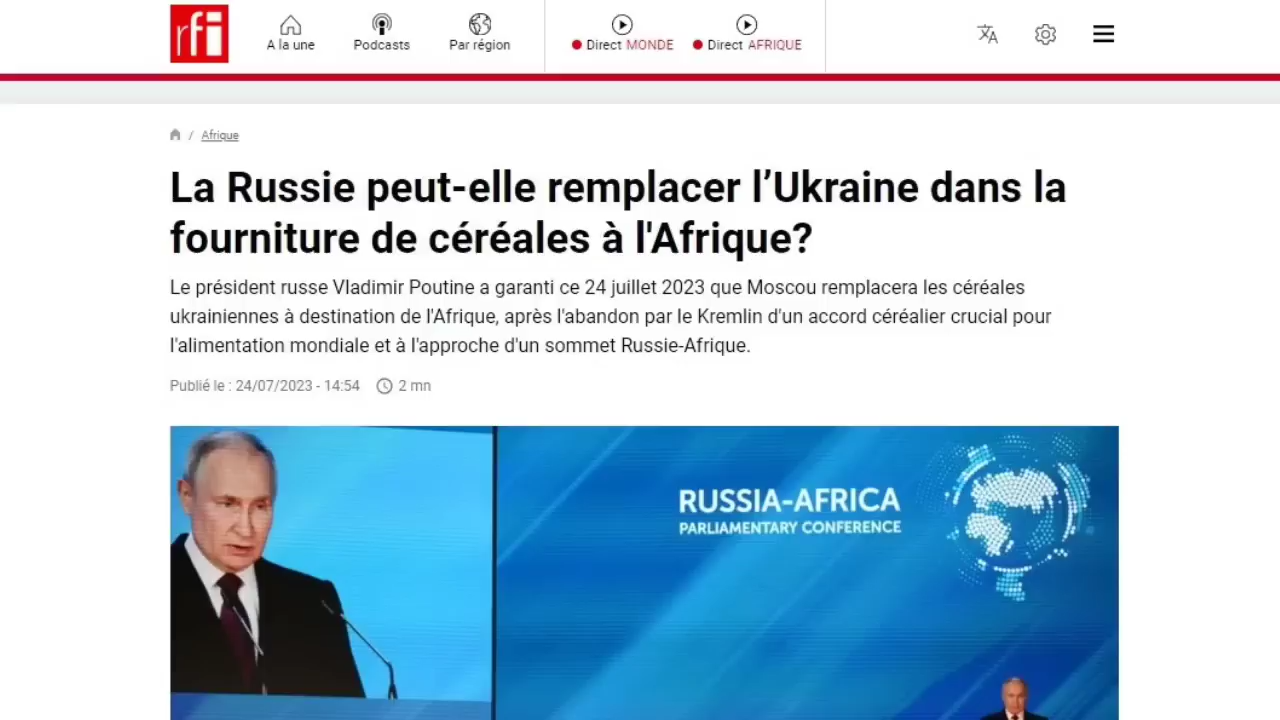 rfi
A la une
Podcasts
Par région
Direct MONDE
Direct AFRIQUE
/ Afrique
La Russie peut-elle remplacer l’Ukraine dans la
fourniture de céréales à l'Afrique?
Le président russe Vladimir Poutine a garanti ce 24 juillet 2023 que Moscou remplacera les céréales
ukrainiennes à destination de l'Afrique, après l'abandon par le Kremlin d'un accord céréalier crucial pour
l'alimentation mondiale et à l'approche d'un sommet Russie-Afrique.
Publié le : 24/07/2023 - 14:54 2 mn
RUSSIA-AFRICA
PARLIAMENTARY CONFERENCE